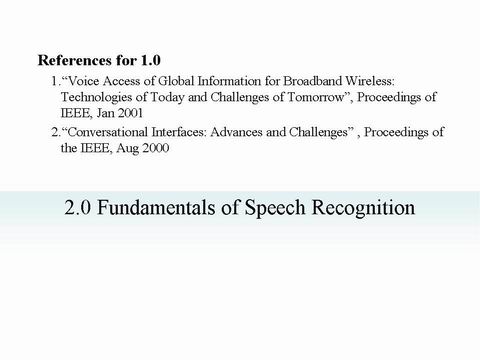 References for 1.0
1.“Voice Access of Global Information for Broadband Wireless:
Technologies of Today and Challenges of Tomorrow”, Proceedings of
IEEE, Jan 2001
2.“Conversational Interfaces: Advances and Challenges” , Proceedings of
the IEEE, Aug 2000
2.0 Fundamentals of Speech Recognition